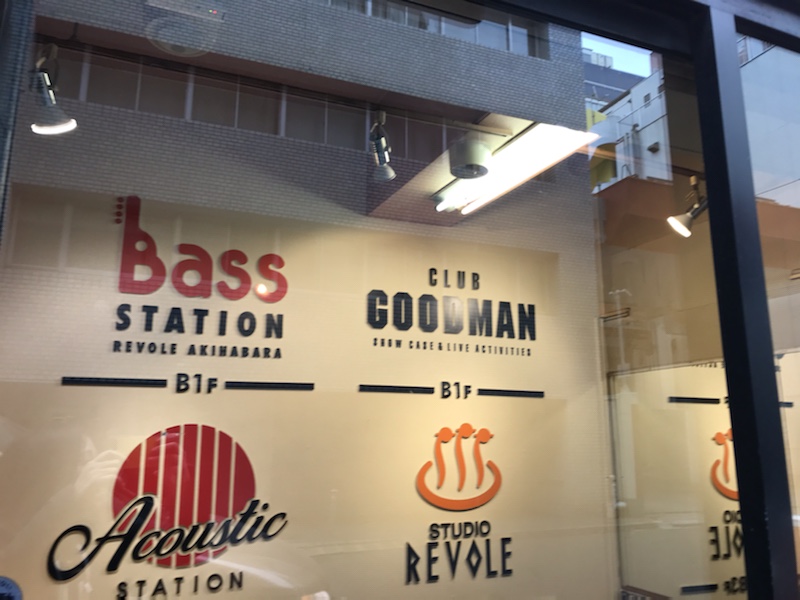 bass
STATION
REVOLE AKIHABARA
B1F
CLUB
GOODMAN
SHOW CASE & LIVE ACTIVITIES
B1F
Acoustic
STATION
STUDIO
REVOLE